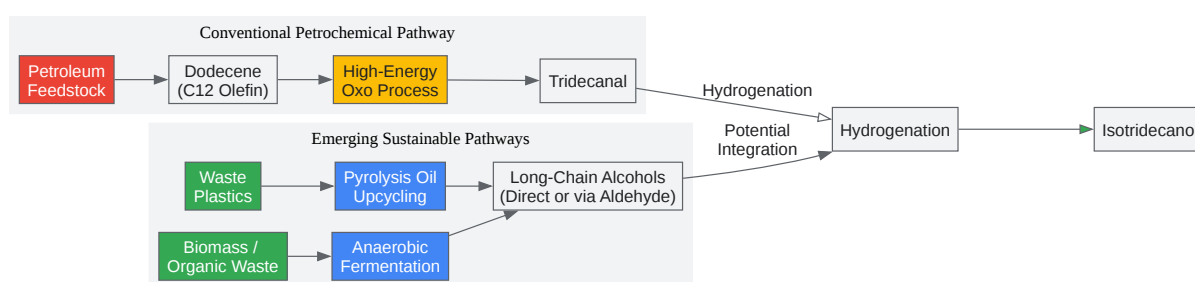 Conventional Petrochemical Pathway
Petroleum
Feedstock
Dodecene
(C12 Olefin)
High-Energy
Oxo Process
Tridecanal
Hydrogenation
Emerging Sustainable Pathways
Waste
Plastics
Pyrolysis Oil
Upcycling
Long-Chain Alcohols
(Direct or via Aldehyde)
Potential
Integration
Biomass /
Organic Waste
Anaerobic
Fermentation
Hydrogenation
Isotridecano